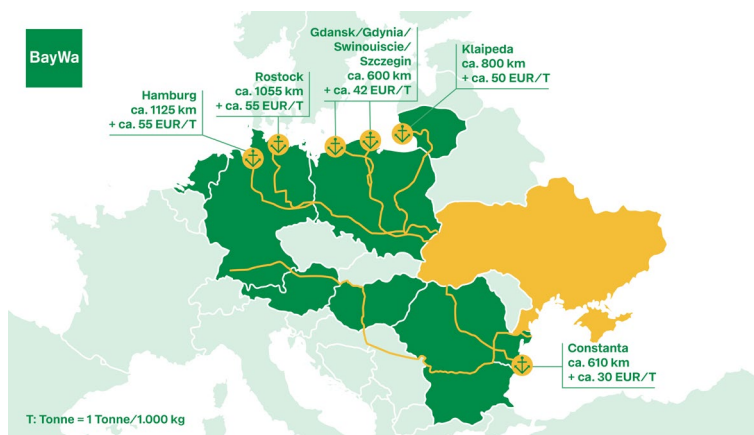 BayWa
Gdansk/Gdynia/
Swinouiscie/
Szczegin
ca. 600 km
+ ca. 42 EUR/T
Klaipeda
ca. 800 km
+ ca. 50 EUR/T
Rostock
ca. 1055 km
+ ca. 55 EUR/T
Hamburg
ca. 1125 km
+ ca. 55 EUR/T
Constanta
ca. 610 km
+ ca. 30 EUR/T
T: Tonne = 1 Tonne/1.000 kg